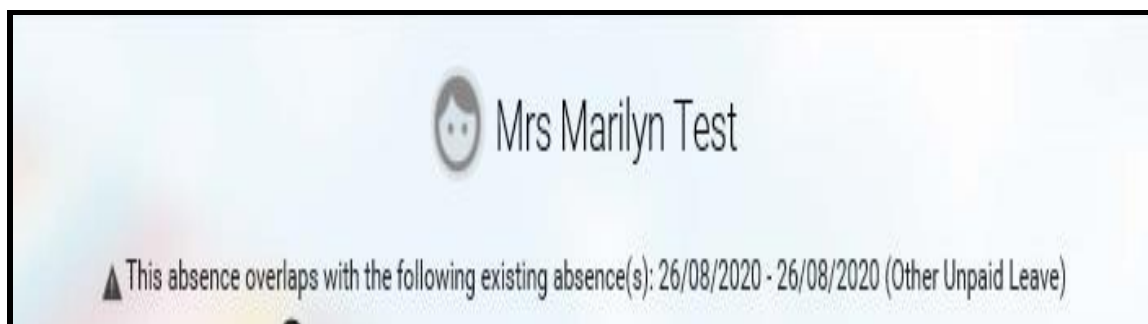 Mrs Marilyn Test
This absence overlaps with the following existing absence(s): 26/08/2020 - 26/08/2020 (Other Unpaid Leave)